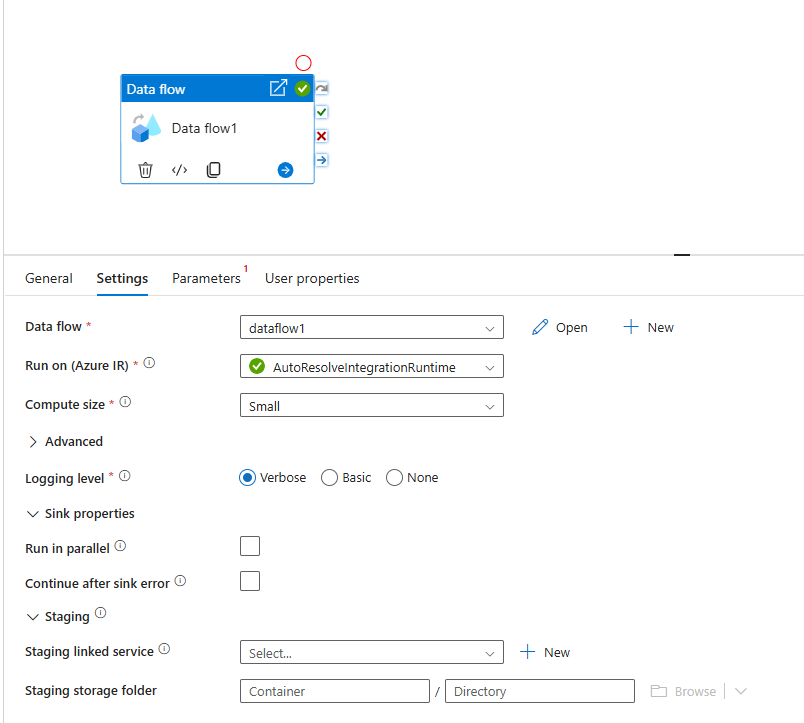 Data flow
Data flow1
</>
General Settings Parameters 1 User properties
Data flow * dataflow1 Open New
Run on (Azure IR) * AutoResolveIntegrationRuntime
Compute size * Small
Advanced
Logging level * Verbose Basic None
Sink properties
Run in parallel
Continue after sink error
Staging
Staging linked service Select... New
Staging storage folder Container / Directory Browse